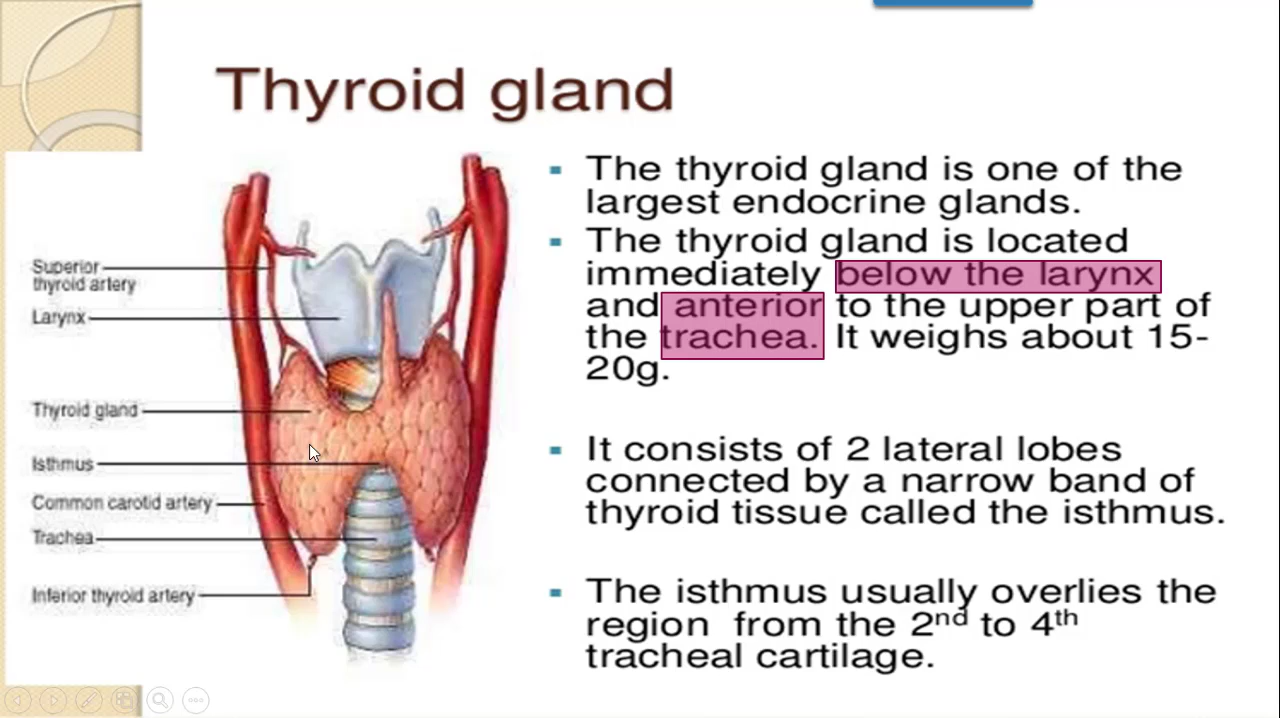 Thyroid gland
The thyroid gland is one of the
largest endocrine glands.
The thyroid gland is located
immediately below the larynx
and anterior to the upper part of
the trachea. It weighs about 15-
20g.
It consists of 2 lateral lobes
connected by a narrow band of
thyroid tissue called the isthmus.
The isthmus usually overlies the
region from the 2nd to 4th
tracheal cartilage.
Superior
thyroid artery
Larynx
Thyroid gland
Isthmus
Common carotid artery
Trachea
Inferior thyroid artery